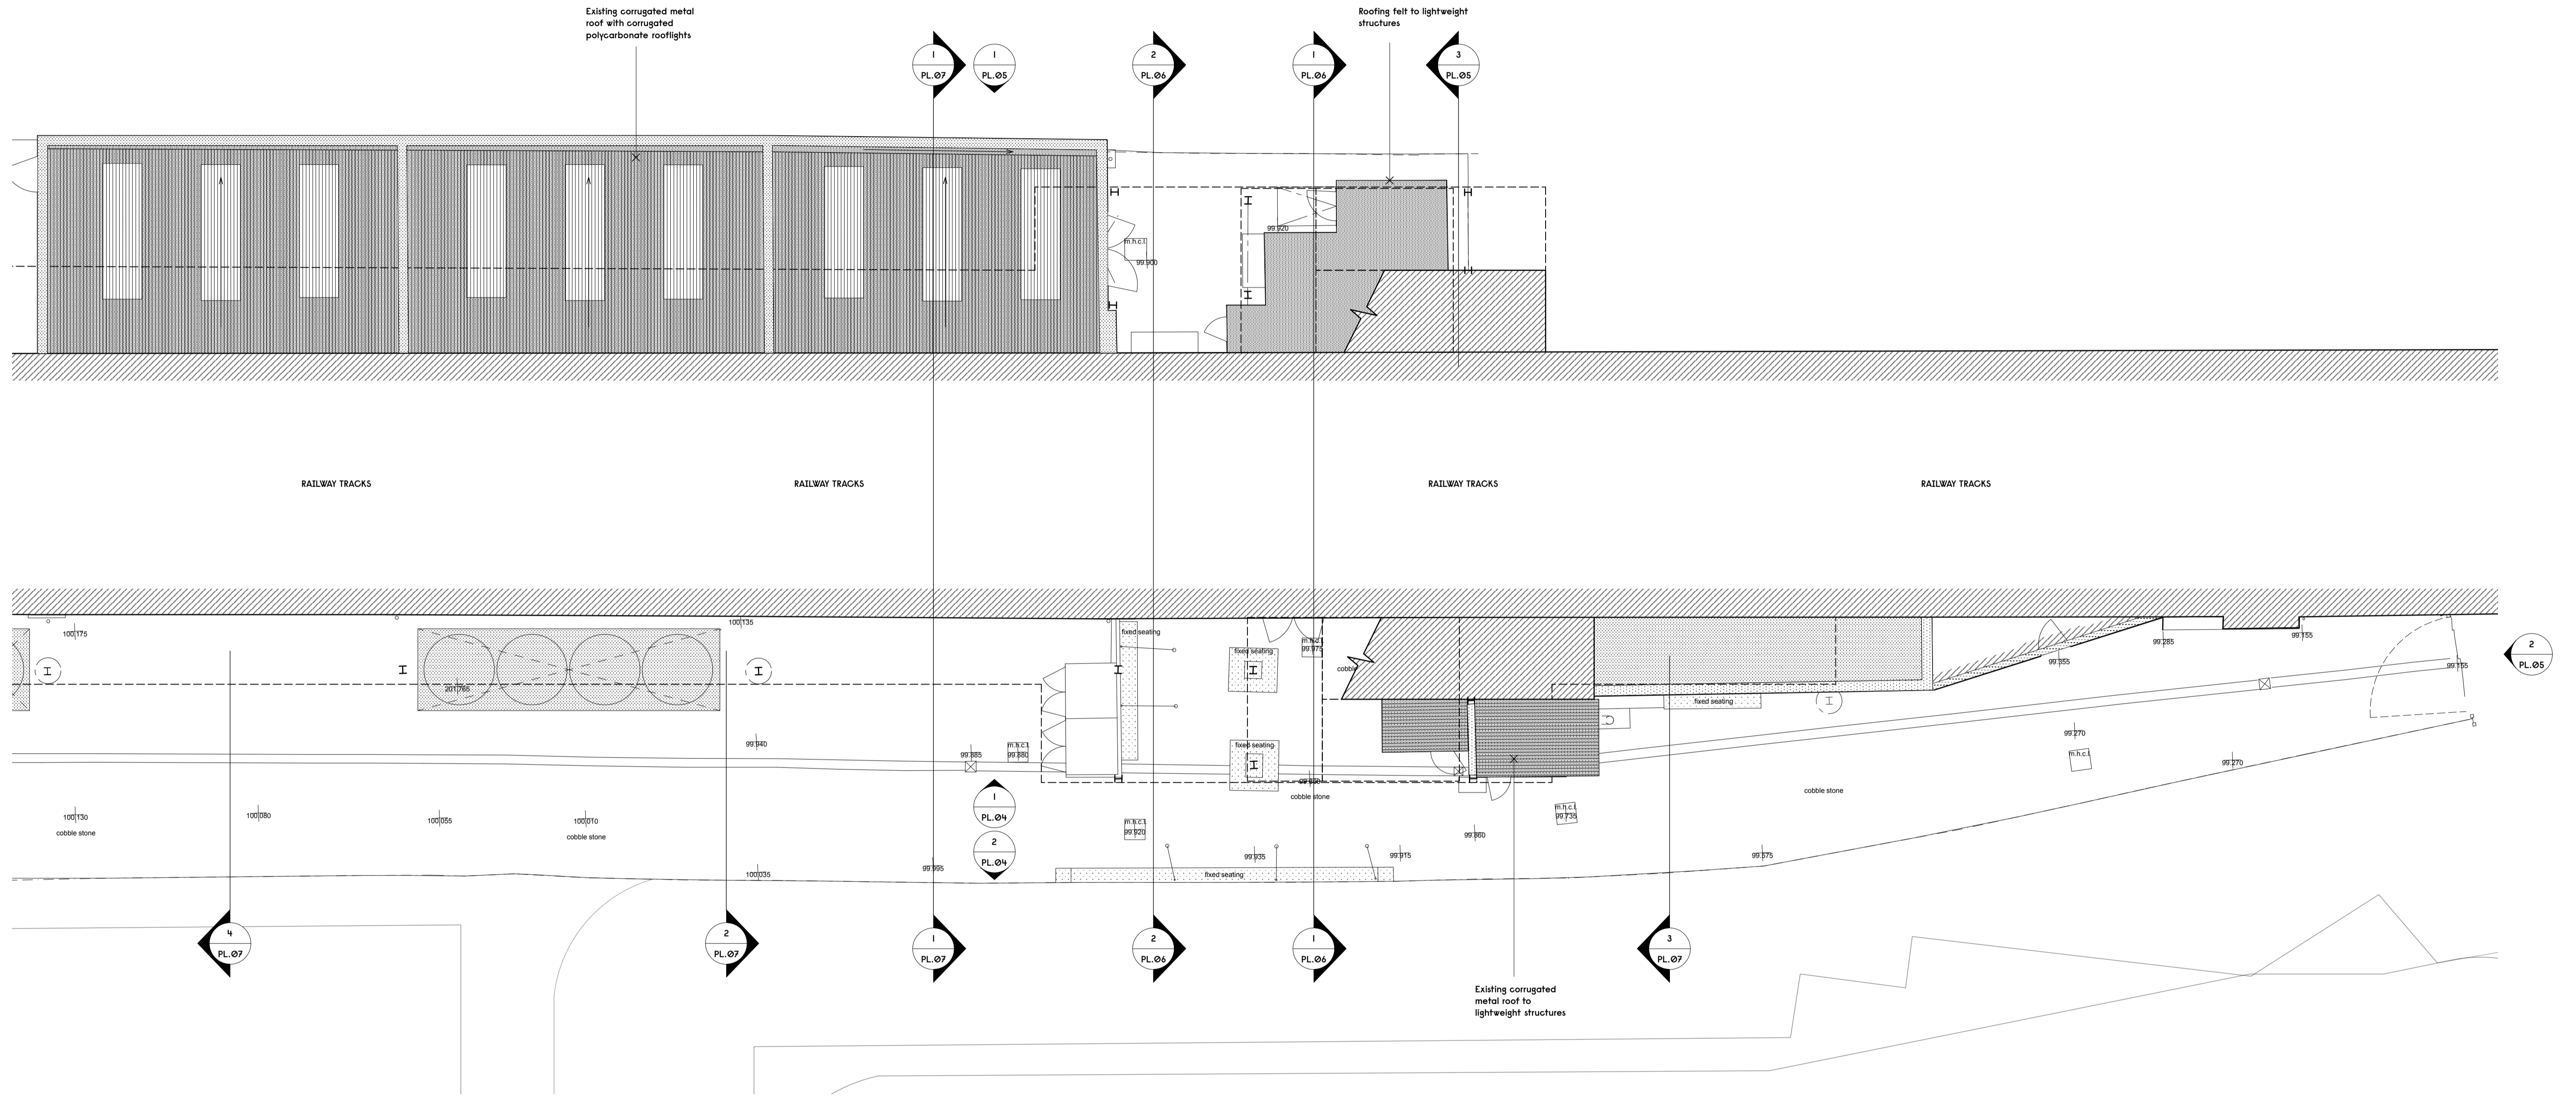 Existing corrugated metal
roof with corrugated
polycarbonate rooflights
Roofing felt to lightweight
structures
1
PL.07
1
PL.05
2
PL.06
1
PL.06
3
PL.05
99.920
m.h.c.l.
99.900
RAILWAY TRACKS
RAILWAY TRACKS
RAILWAY TRACKS
RAILWAY TRACKS
100.175
100.135
fixed seating
fixed seating
m.h.c.l.
99.975
cobble
99.355
99.285
99.155
99.155
2
PL.05
201.765
fixed seating
99.940
99.885
m.h.c.l.
99.880
fixed seating
99.270
m.h.c.l.
99.270
cobble stone
cobble stone
1
PL.04
100.130
100.080
100.055
100.010
cobble stone
cobble stone
m.h.c.l.
99.920
99.860
m.h.c.l.
99.735
2
PL.04
99.935
99.915
99.575
100.035
99.995
fixed seating
4
PL.07
2
PL.07
1
PL.07
2
PL.06
1
PL.06
3
PL.07
Existing corrugated
metal roof to
lightweight structures